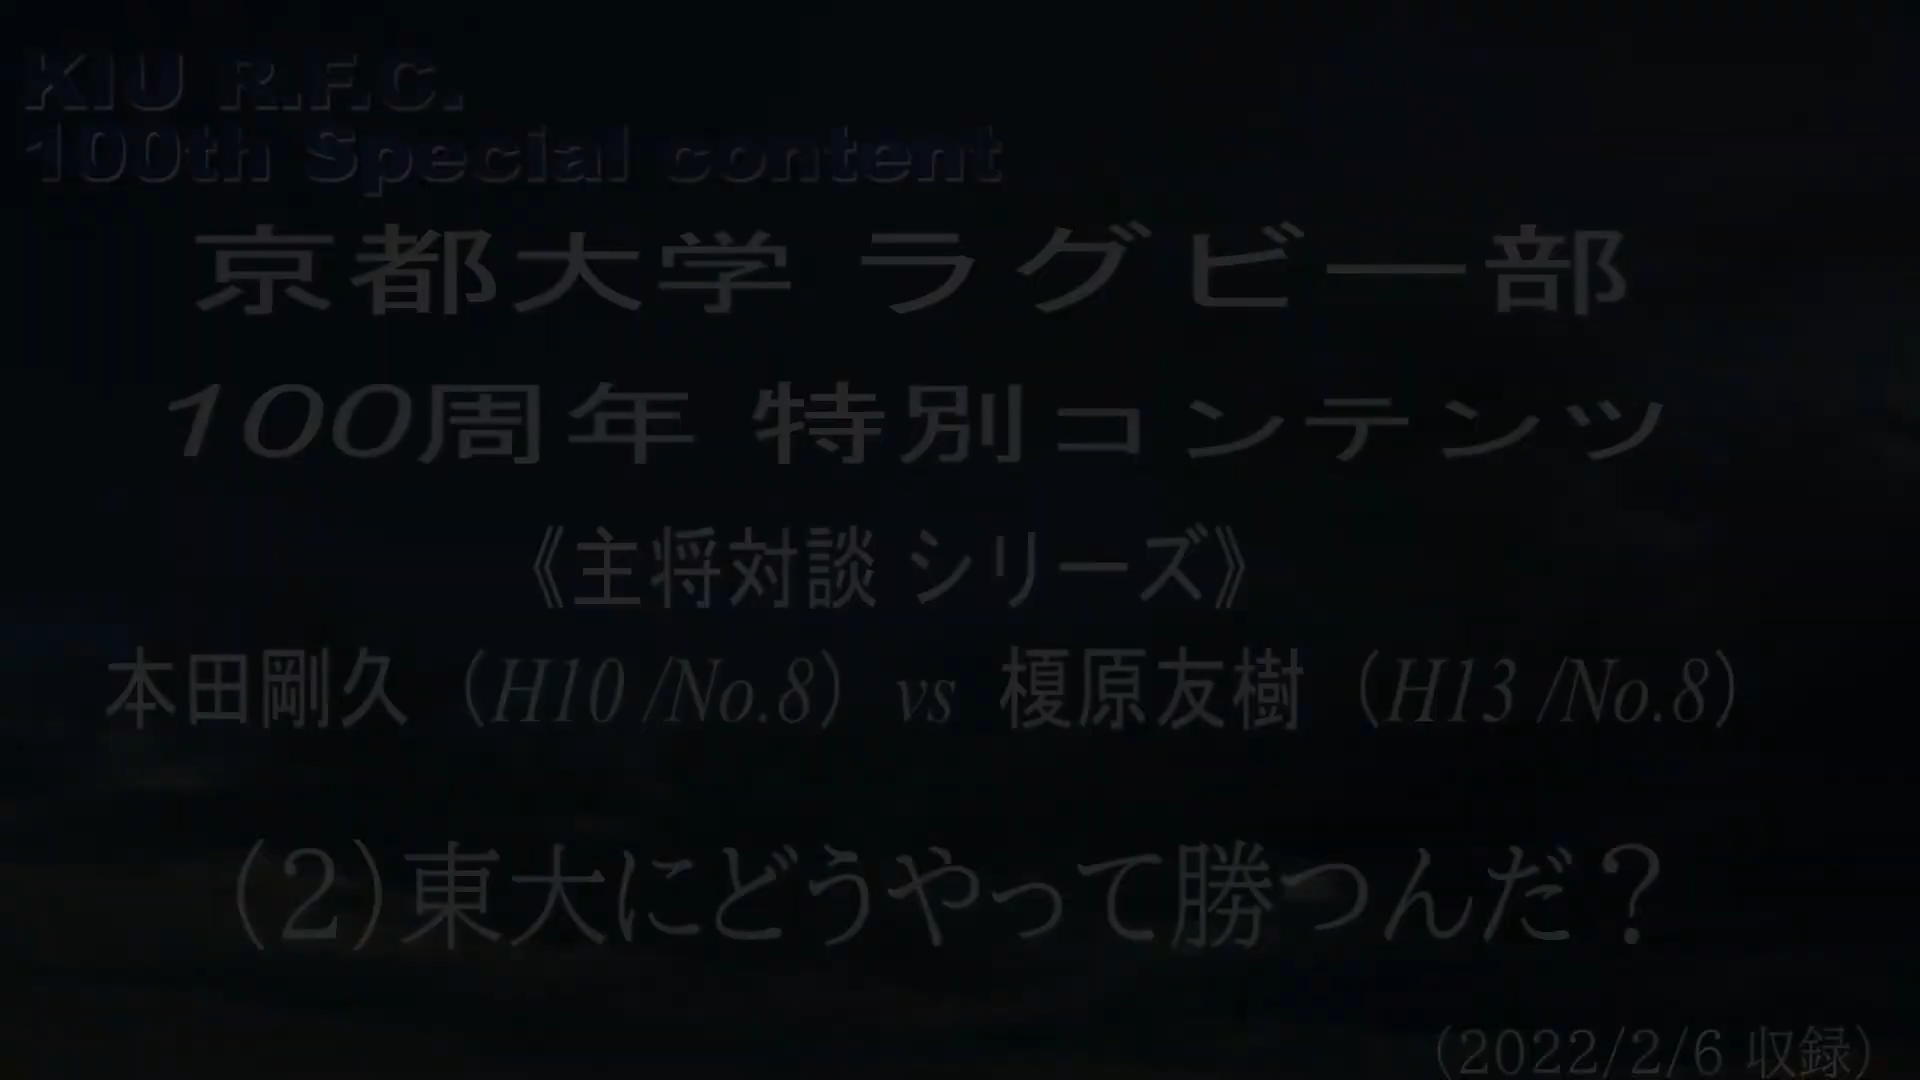 KIU R.F.C.
100th Special content
京都大学 ラグビー部
100周年 特別コンテンツ
《主将対談 シリーズ》
本田剛久（H10 /No.8） vs 榎原友樹（H13 /No.8）
(2)東大にどうやって勝つんだ？
（2022/2/6 収録）